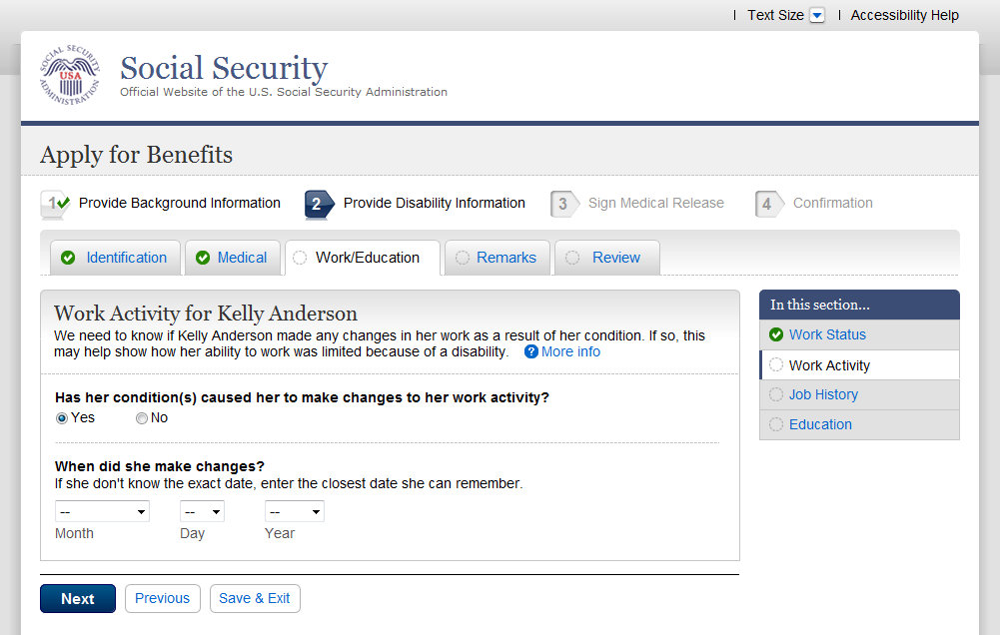 Text Size
Accessibility Help
SOCIAL SECURITY ADMINISTRATION
USA
Social Security
Official Website of the U.S. Social Security Administration
Apply for Benefits
1 Provide Background Information
2 Provide Disability Information
3 Sign Medical Release
4 Confirmation
Identification
Medical
Work/Education
Remarks
Review
Work Activity for Kelly Anderson
We need to know if Kelly Anderson made any changes in her work as a result of her condition. If so, this
may help show how her ability to work was limited because of a disability. ? More info
Has her condition(s) caused her to make changes to her work activity?
Yes No
When did she make changes?
If she don't know the exact date, enter the closest date she can remember.
-- -- --
Month Day Year
Next Previous Save & Exit
In this section...
Work Status
Work Activity
Job History
Education